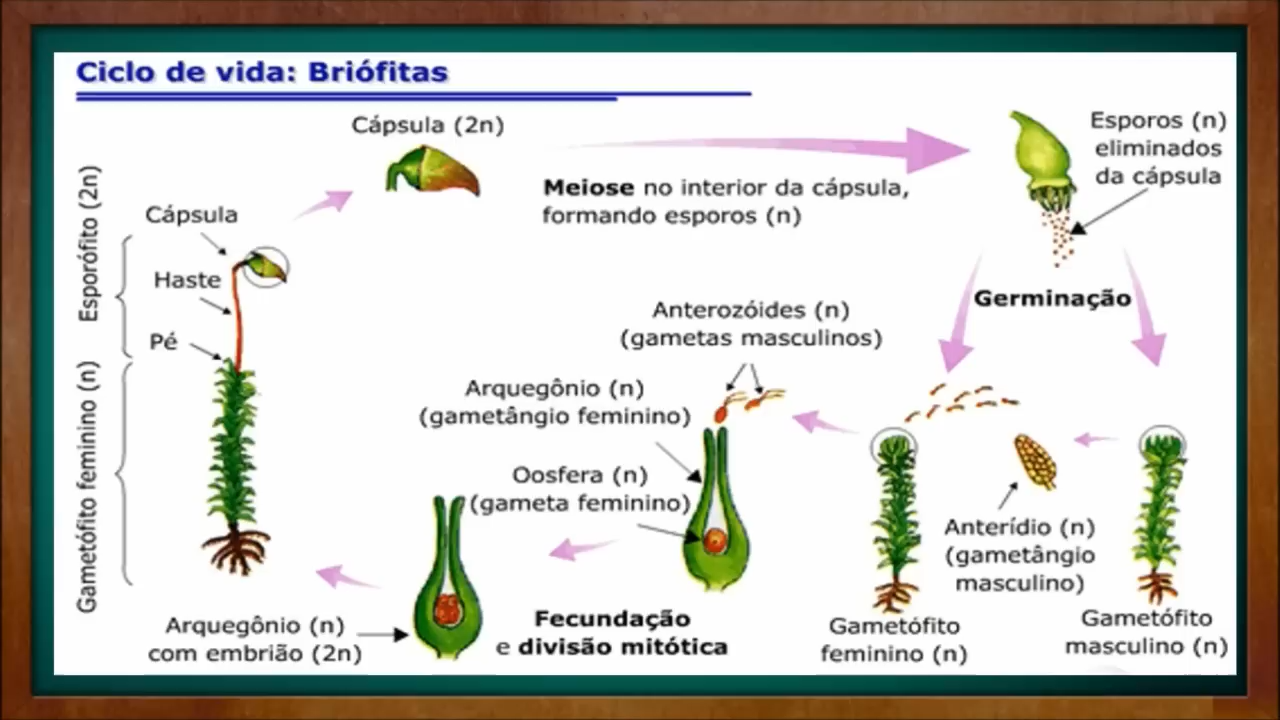 Ciclo de vida: Briófitas
Cápsula (2n)
Meiose no interior da cápsula,
formando esporos (n)
Esporos (n)
eliminados
da cápsula
Esporófito (2n)
Cápsula
Haste
Pé
Gametófito feminino (n)
Germinação
Anterozóides (n)
(gametas masculinos)
Arquegônio (n)
(gametângio feminino)
Oosfera (n)
(gameta feminino)
Anterídio (n)
(gametângio
masculino)
Gametófito
feminino (n)
Gametófito
masculino (n)
Fecundação
e divisão mitótica
Arquegônio (n)
com embrião (2n)